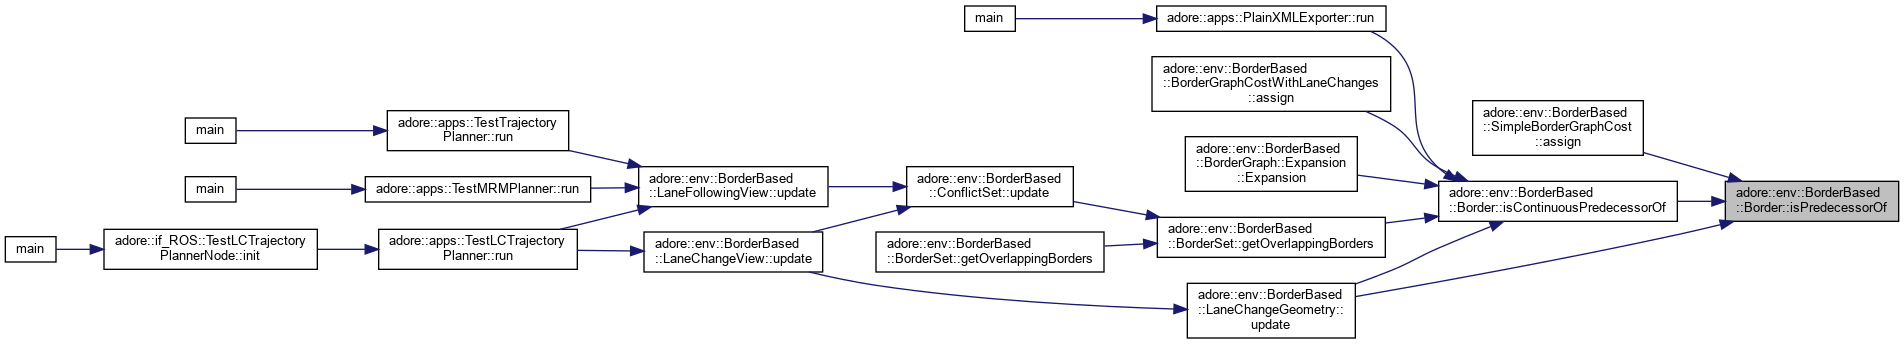 main
adore::apps::PlainXMLExporter::run
adore::env::BorderBased
::BorderGraphCostWithLaneChanges
::assign
adore::env::BorderBased
::SimpleBorderGraphCost
::assign
main
adore::apps::TestTrajectory
Planner::run
adore::env::BorderBased
::BorderGraph::Expansion
::Expansion
main
adore::apps::TestMRMPlanner::run
adore::env::BorderBased
::LaneFollowingView::update
adore::env::BorderBased
::ConflictSet::update
adore::env::BorderBased
::Border::isContinuousPredecessorOf
adore::env::BorderBased
::Border::isPredecessorOf
main
adore::if_ROS::TestLCTrajectory
PlannerNode::init
adore::apps::TestLCTrajectory
Planner::run
adore::env::BorderBased
::LaneChangeView::update
adore::env::BorderBased
::BorderSet::getOverlappingBorders
adore::env::BorderBased
::BorderSet::getOverlappingBorders
adore::env::BorderBased
::LaneChangeGeometry::
update